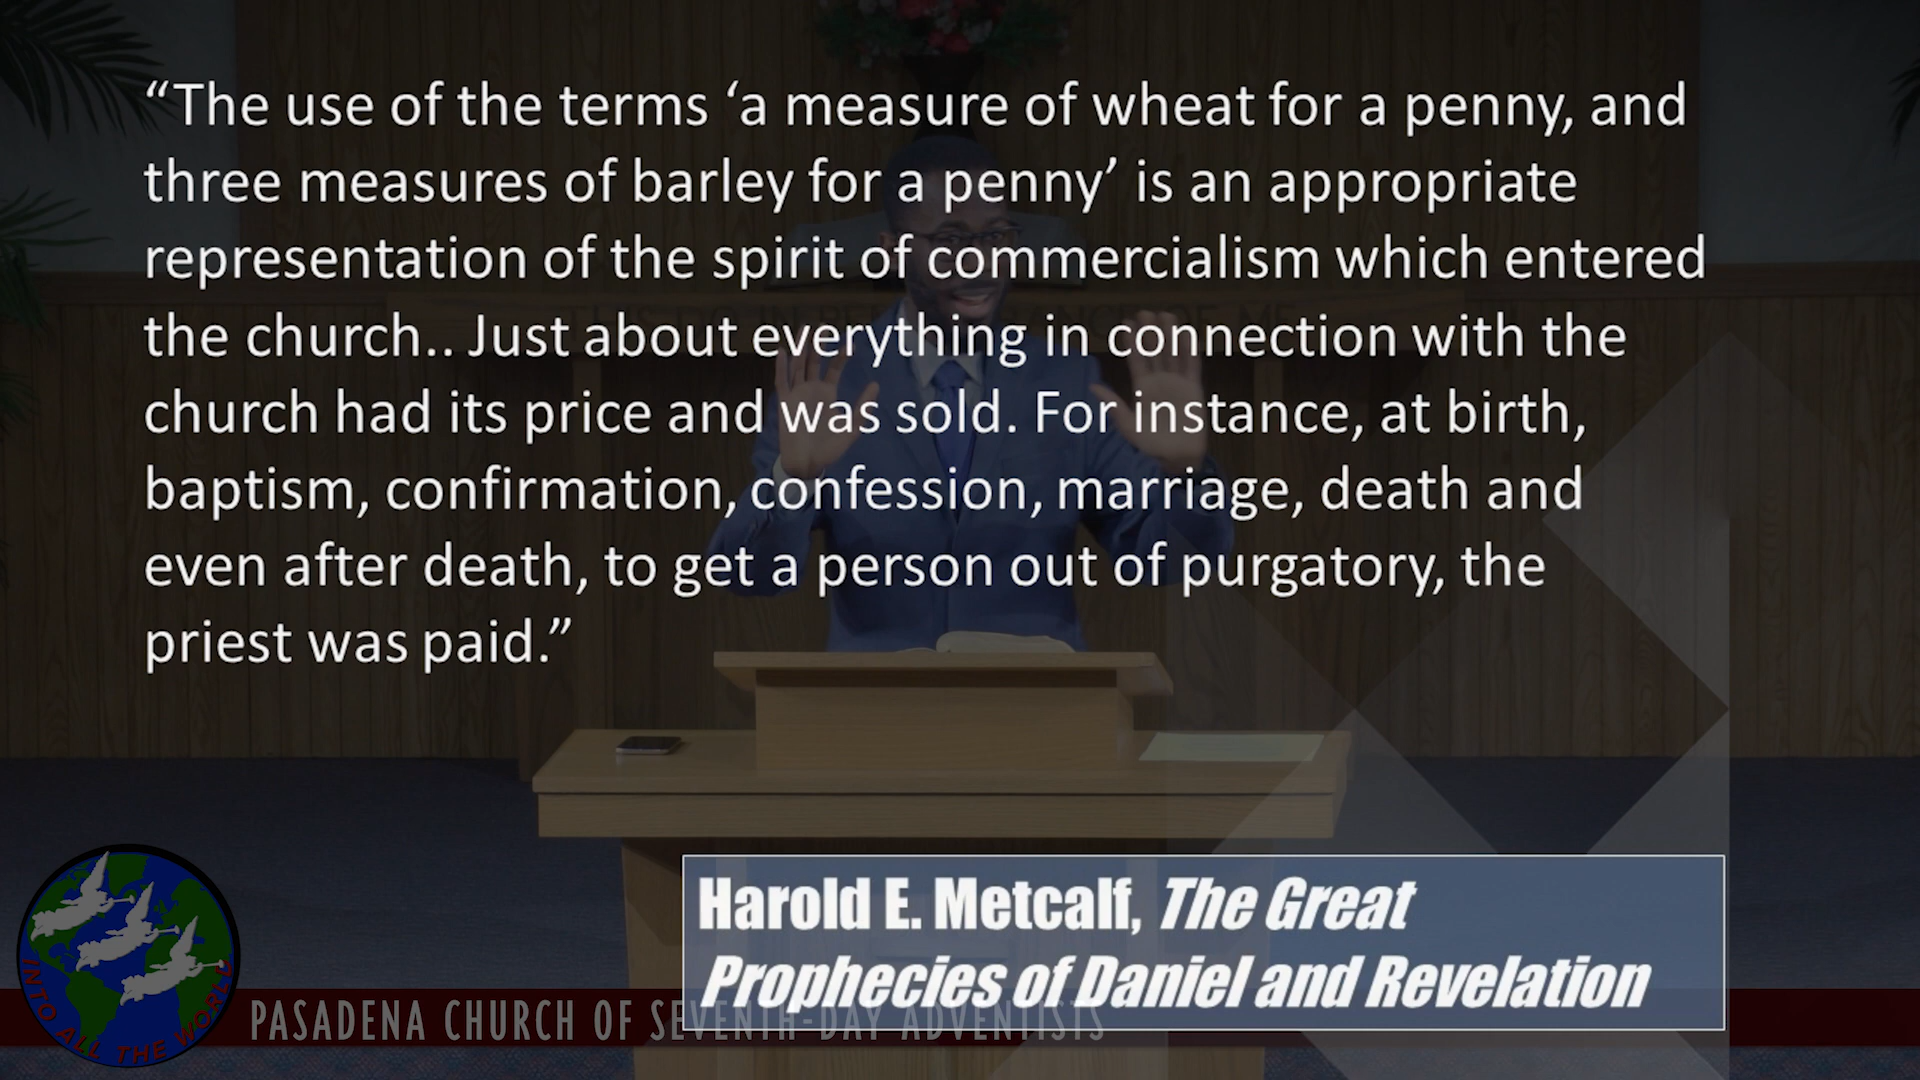 “The use of the terms ‘a measure of wheat for a penny, and
three measures of barley for a penny’ is an appropriate
representation of the spirit of commercialism which entered
the church.. Just about everything in connection with the
church had its price and was sold. For instance, at birth,
baptism, confirmation, confession, marriage, death and
even after death, to get a person out of purgatory, the
priest was paid.”
Harold E. Metcalf, The Great
Prophecies of Daniel and Revelation
INTO ALL THE WORLD
PASADENA CHURCH OF SEVENTH-DAY ADVENTISTS